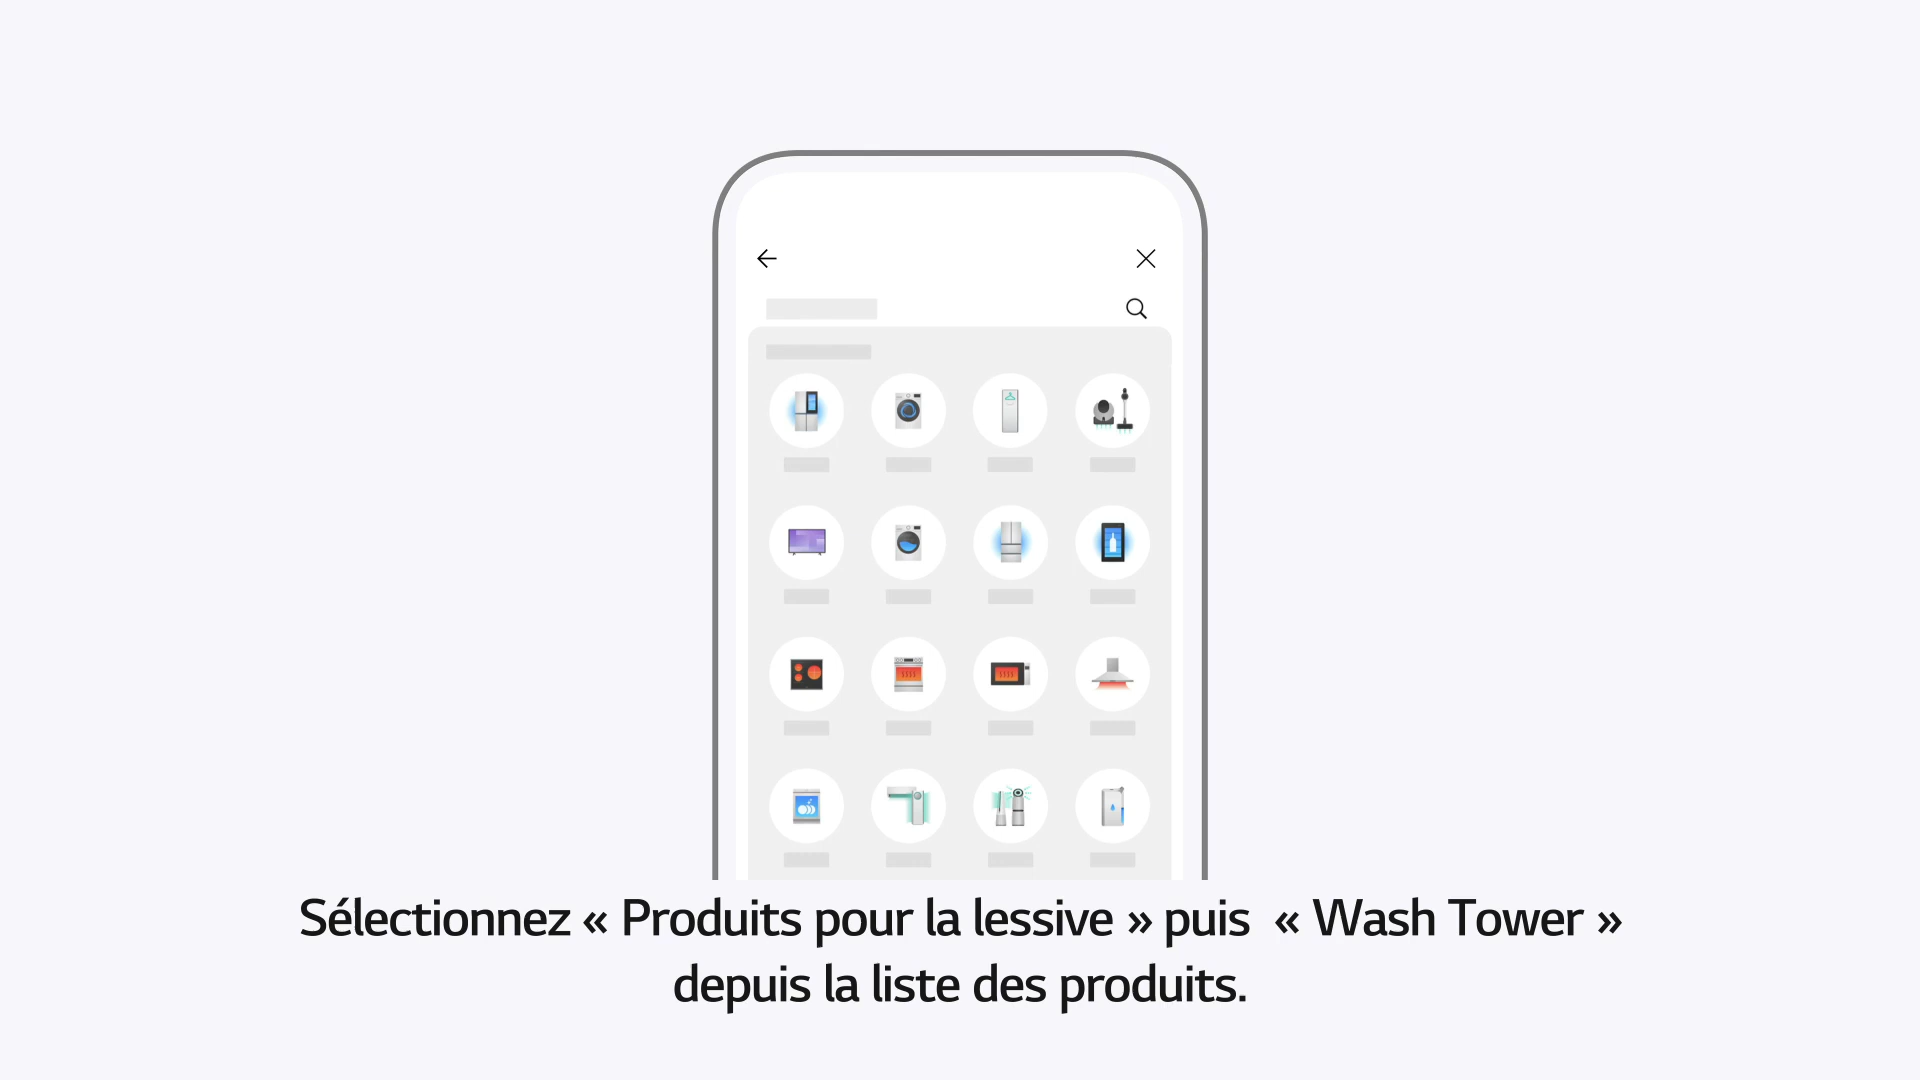 Sélectionnez « Produits pour la lessive » puis  « Wash Tower »
depuis la liste des produits.